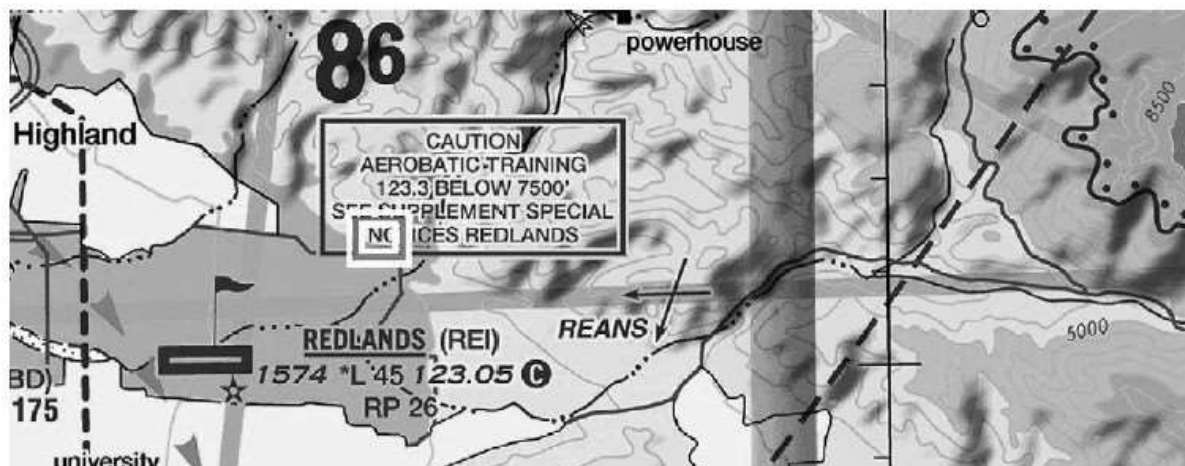 86
powerhouse
Highland
CAUTION
AEROBATIC TRAINING
123.3 BELOW 7500'
SEE SUPPLEMENT SPECIAL
NOTICES REDLANDS
8500
REANS
REDLANDS (REI)
1574 *L 45 123.05 C
RP 26
5000
BD)
175
university